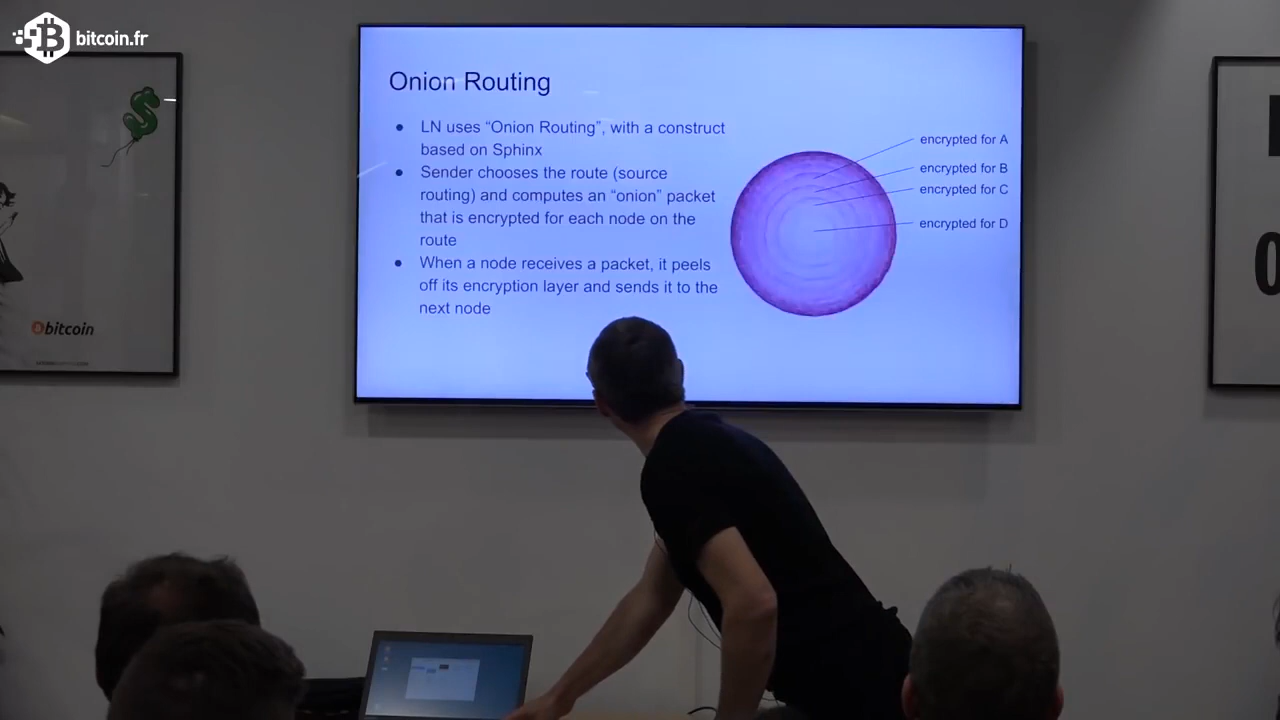 bitcoin.fr
Onion Routing
LN uses “Onion Routing”, with a construct
based on Sphinx
Sender chooses the route (source
routing) and computes an “onion” packet
that is encrypted for each node on the
route
When a node receives a packet, it peels
off its encryption layer and sends it to the
next node
encrypted for A
encrypted for B
encrypted for C
encrypted for D
bitcoin